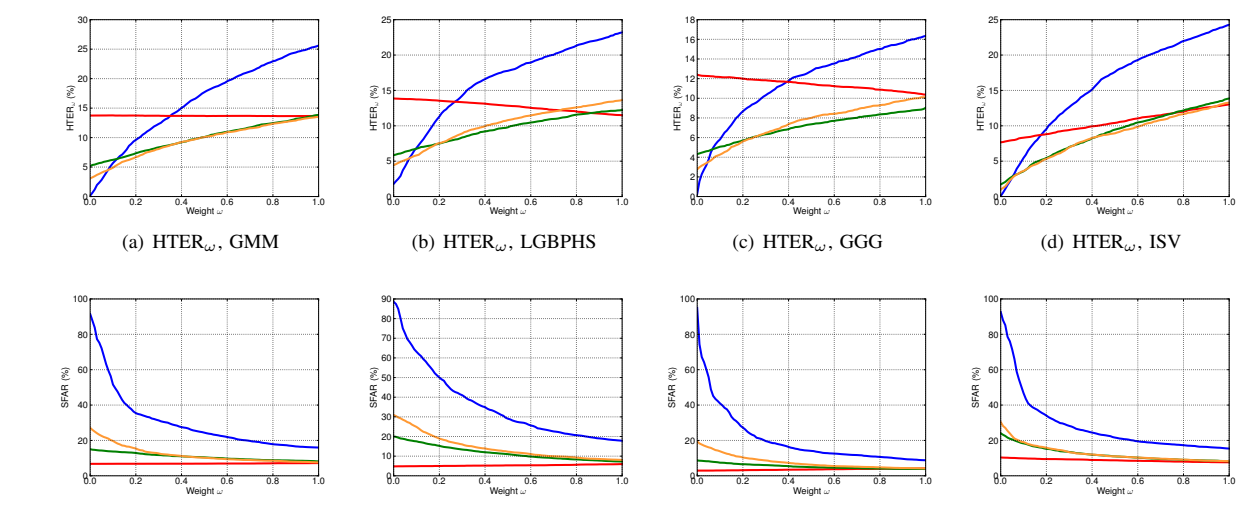 30
25
20
15
10
5
0
0.0 0.2 0.4 0.6 0.8 1.0
HTERω (%)
Weight ω
25
20
15
10
5
0
0.0 0.2 0.4 0.6 0.8 1.0
HTERω (%)
Weight ω
18
16
14
12
10
8
6
4
2
0
0.0 0.2 0.4 0.6 0.8 1.0
HTERω (%)
Weight ω
25
20
15
10
5
0
0.0 0.2 0.4 0.6 0.8 1.0
HTERω (%)
Weight ω
(a) HTERω, GMM
(b) HTERω, LGBPHS
(c) HTERω, GGG
(d) HTERω, ISV
100
80
60
40
20
0
0.0 0.2 0.4 0.6 0.8 1.0
SFAR (%)
Weight ω
90
80
70
60
50
40
30
20
10
0
0.0 0.2 0.4 0.6 0.8 1.0
SFAR (%)
Weight ω
100
80
60
40
20
0
0.0 0.2 0.4 0.6 0.8 1.0
SFAR (%)
Weight ω
100
80
60
40
20
0
0.0 0.2 0.4 0.6 0.8 1.0
SFAR (%)
Weight ω